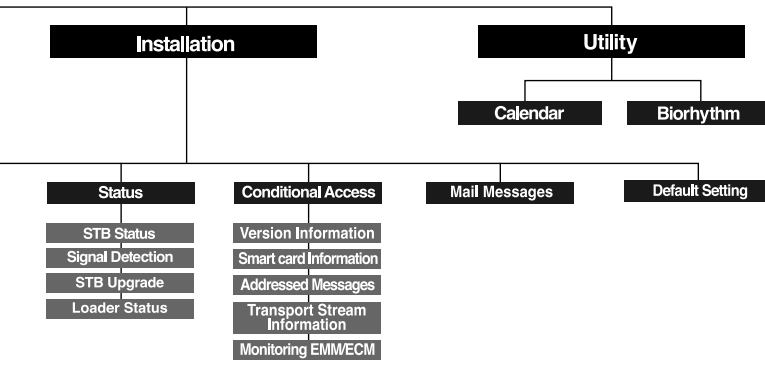 Installation
Utility
Calendar
Biorhythm
Status
Conditional Access
Mail Messages
Default Setting
STB Status
Signal Detection
STB Upgrade
Loader Status
Version Information
Smart card Information
Addressed Messages
Transport Stream
Information
Monitoring EMM/ECM